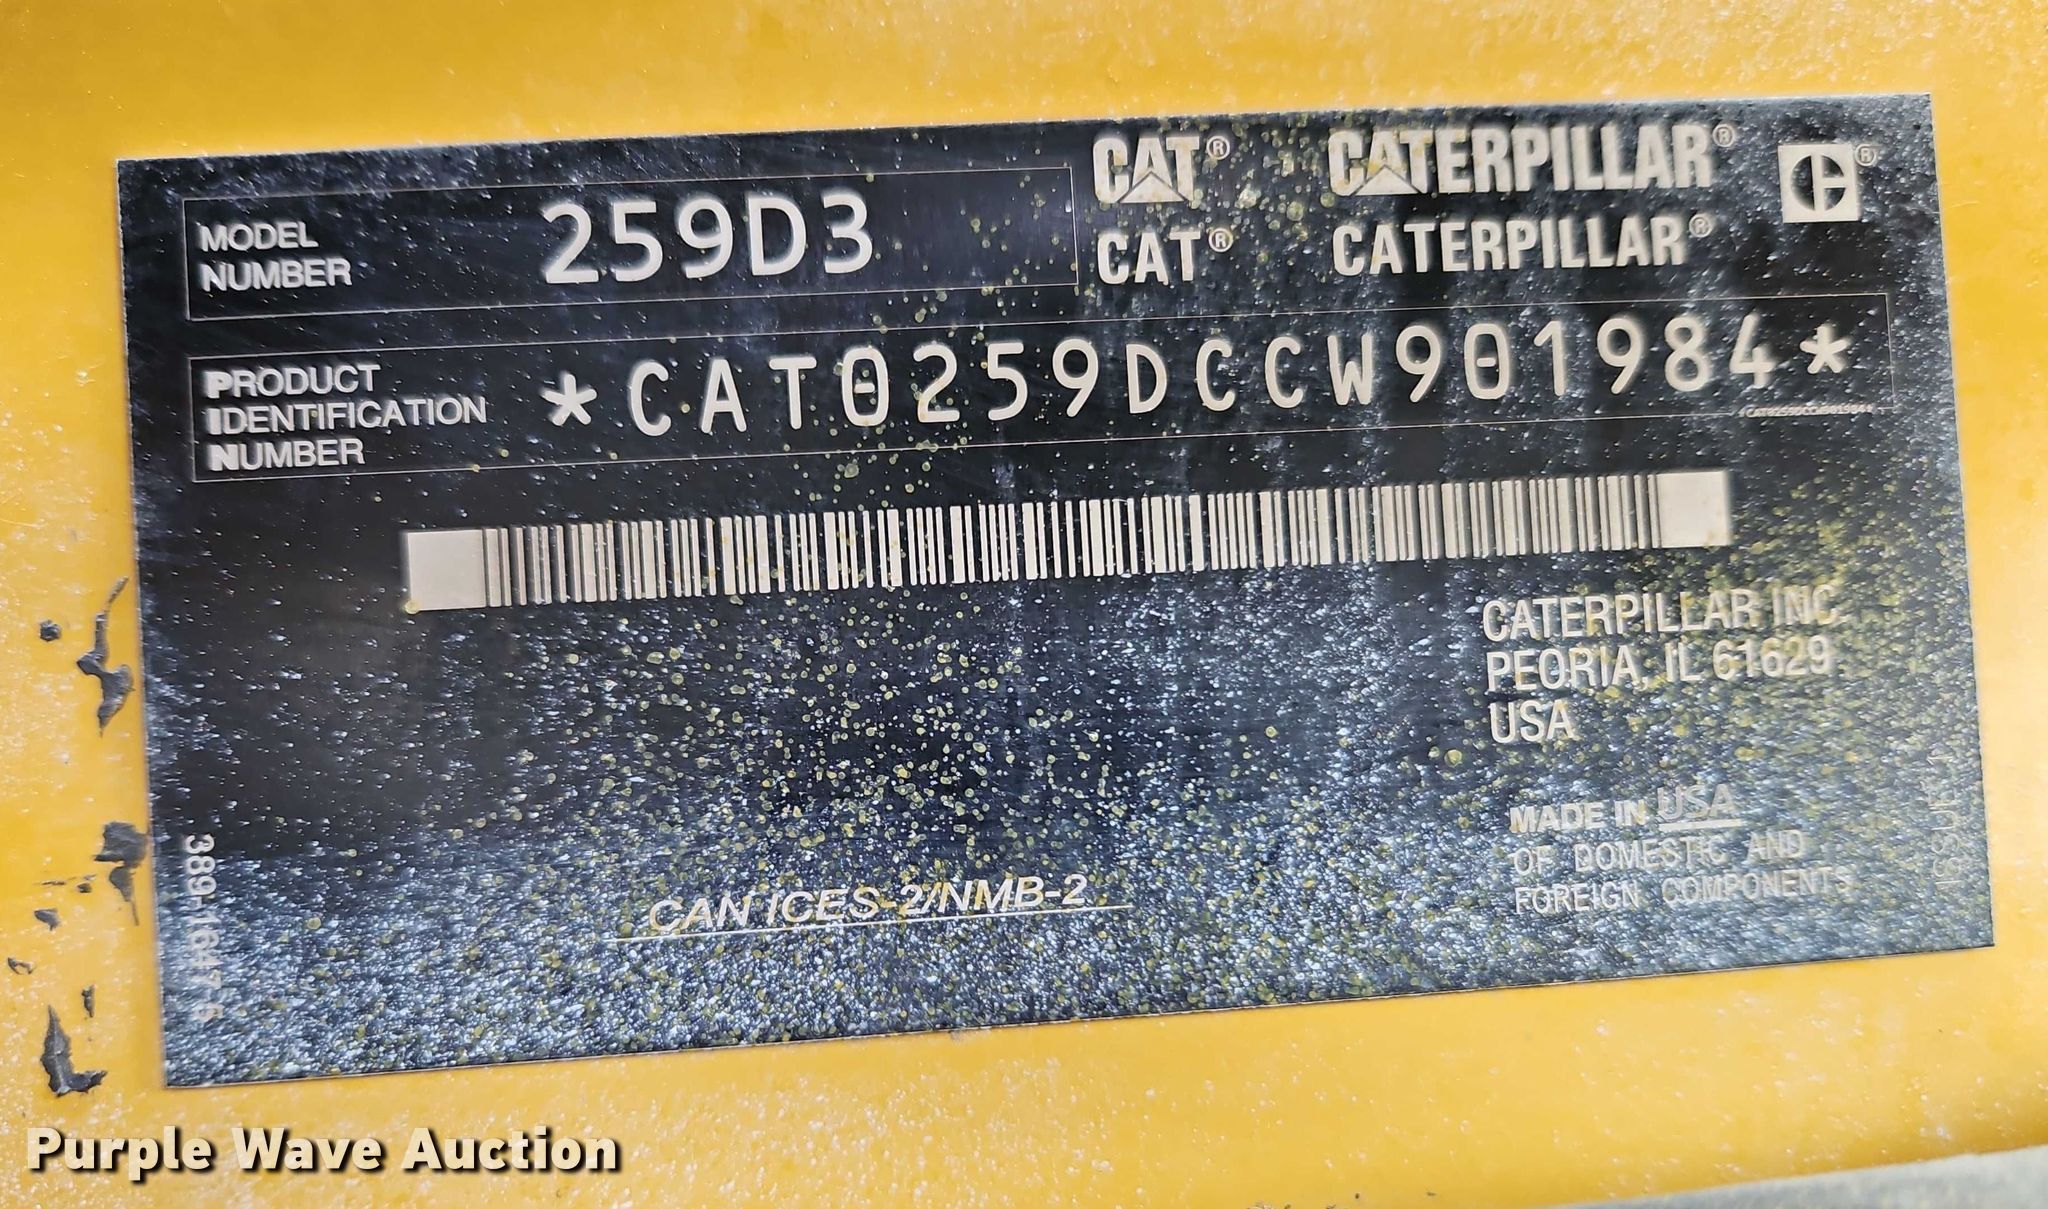 MODEL
NUMBER
259D3
CAT® CATERPILLAR®
CAT® CATERPILLAR®
PRODUCT
IDENTIFICATION
NUMBER
*CAT0259DCCW901984*
CATERPILLAR INC.
PEORIA, IL 61629
USA
MADE IN USA
OF DOMESTIC AND
FOREIGN COMPONENTS
CAN ICES-2/NMB-2
Purple Wave Auction